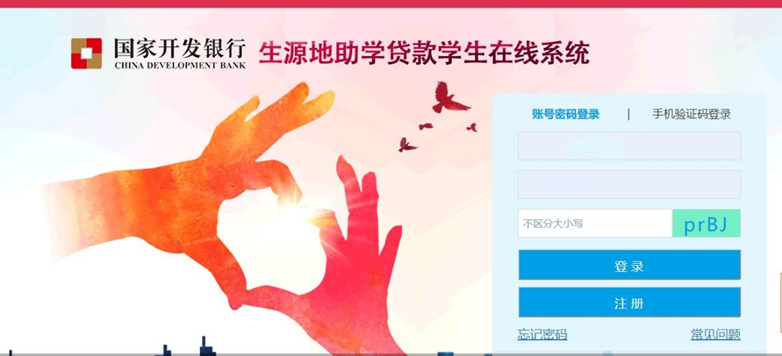 国家开发银行 生源地助学贷款学生在线系统
CHINA DEVELOPMENT BANK
账号密码登录 | 手机验证码登录
不区分大小写 prBJ
登 录
注 册
忘记密码 常见问题